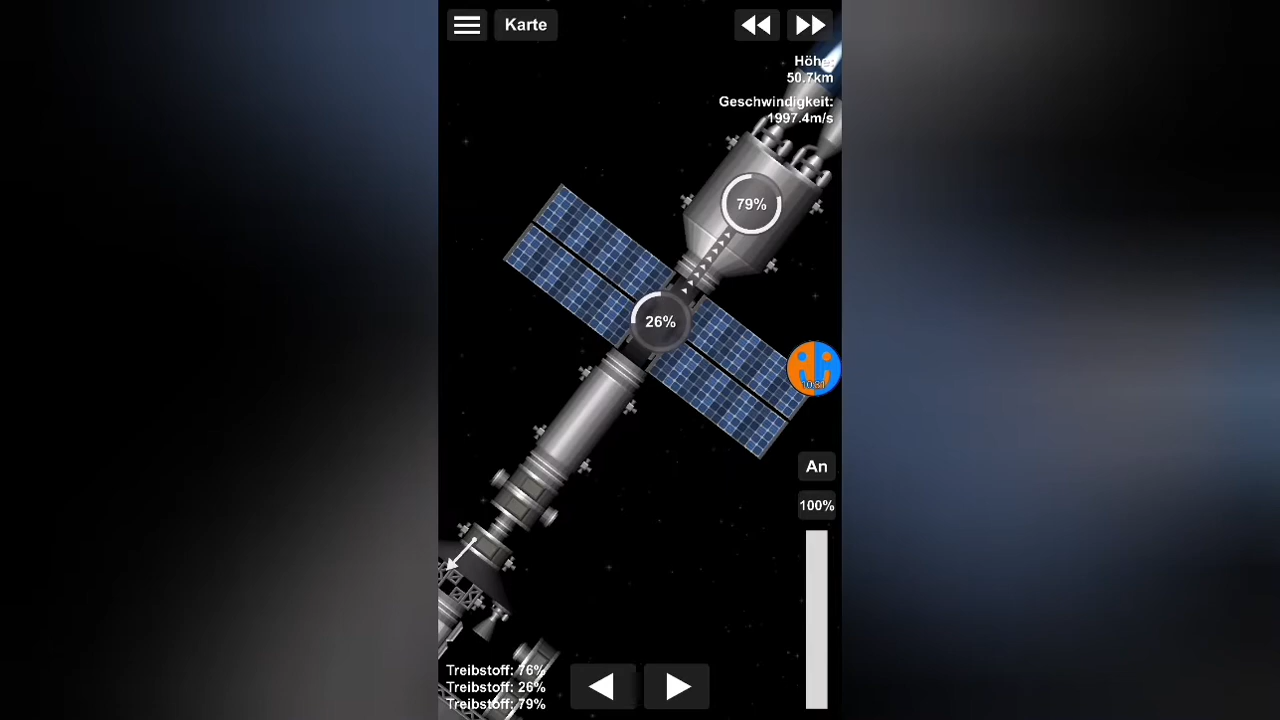 Karte
Höhe:
50.7km
Geschwindigkeit:
1997.4m/s
79%
26%
An
100%
Treibstoff: 76%
Treibstoff: 26%
Treibstoff: 79%